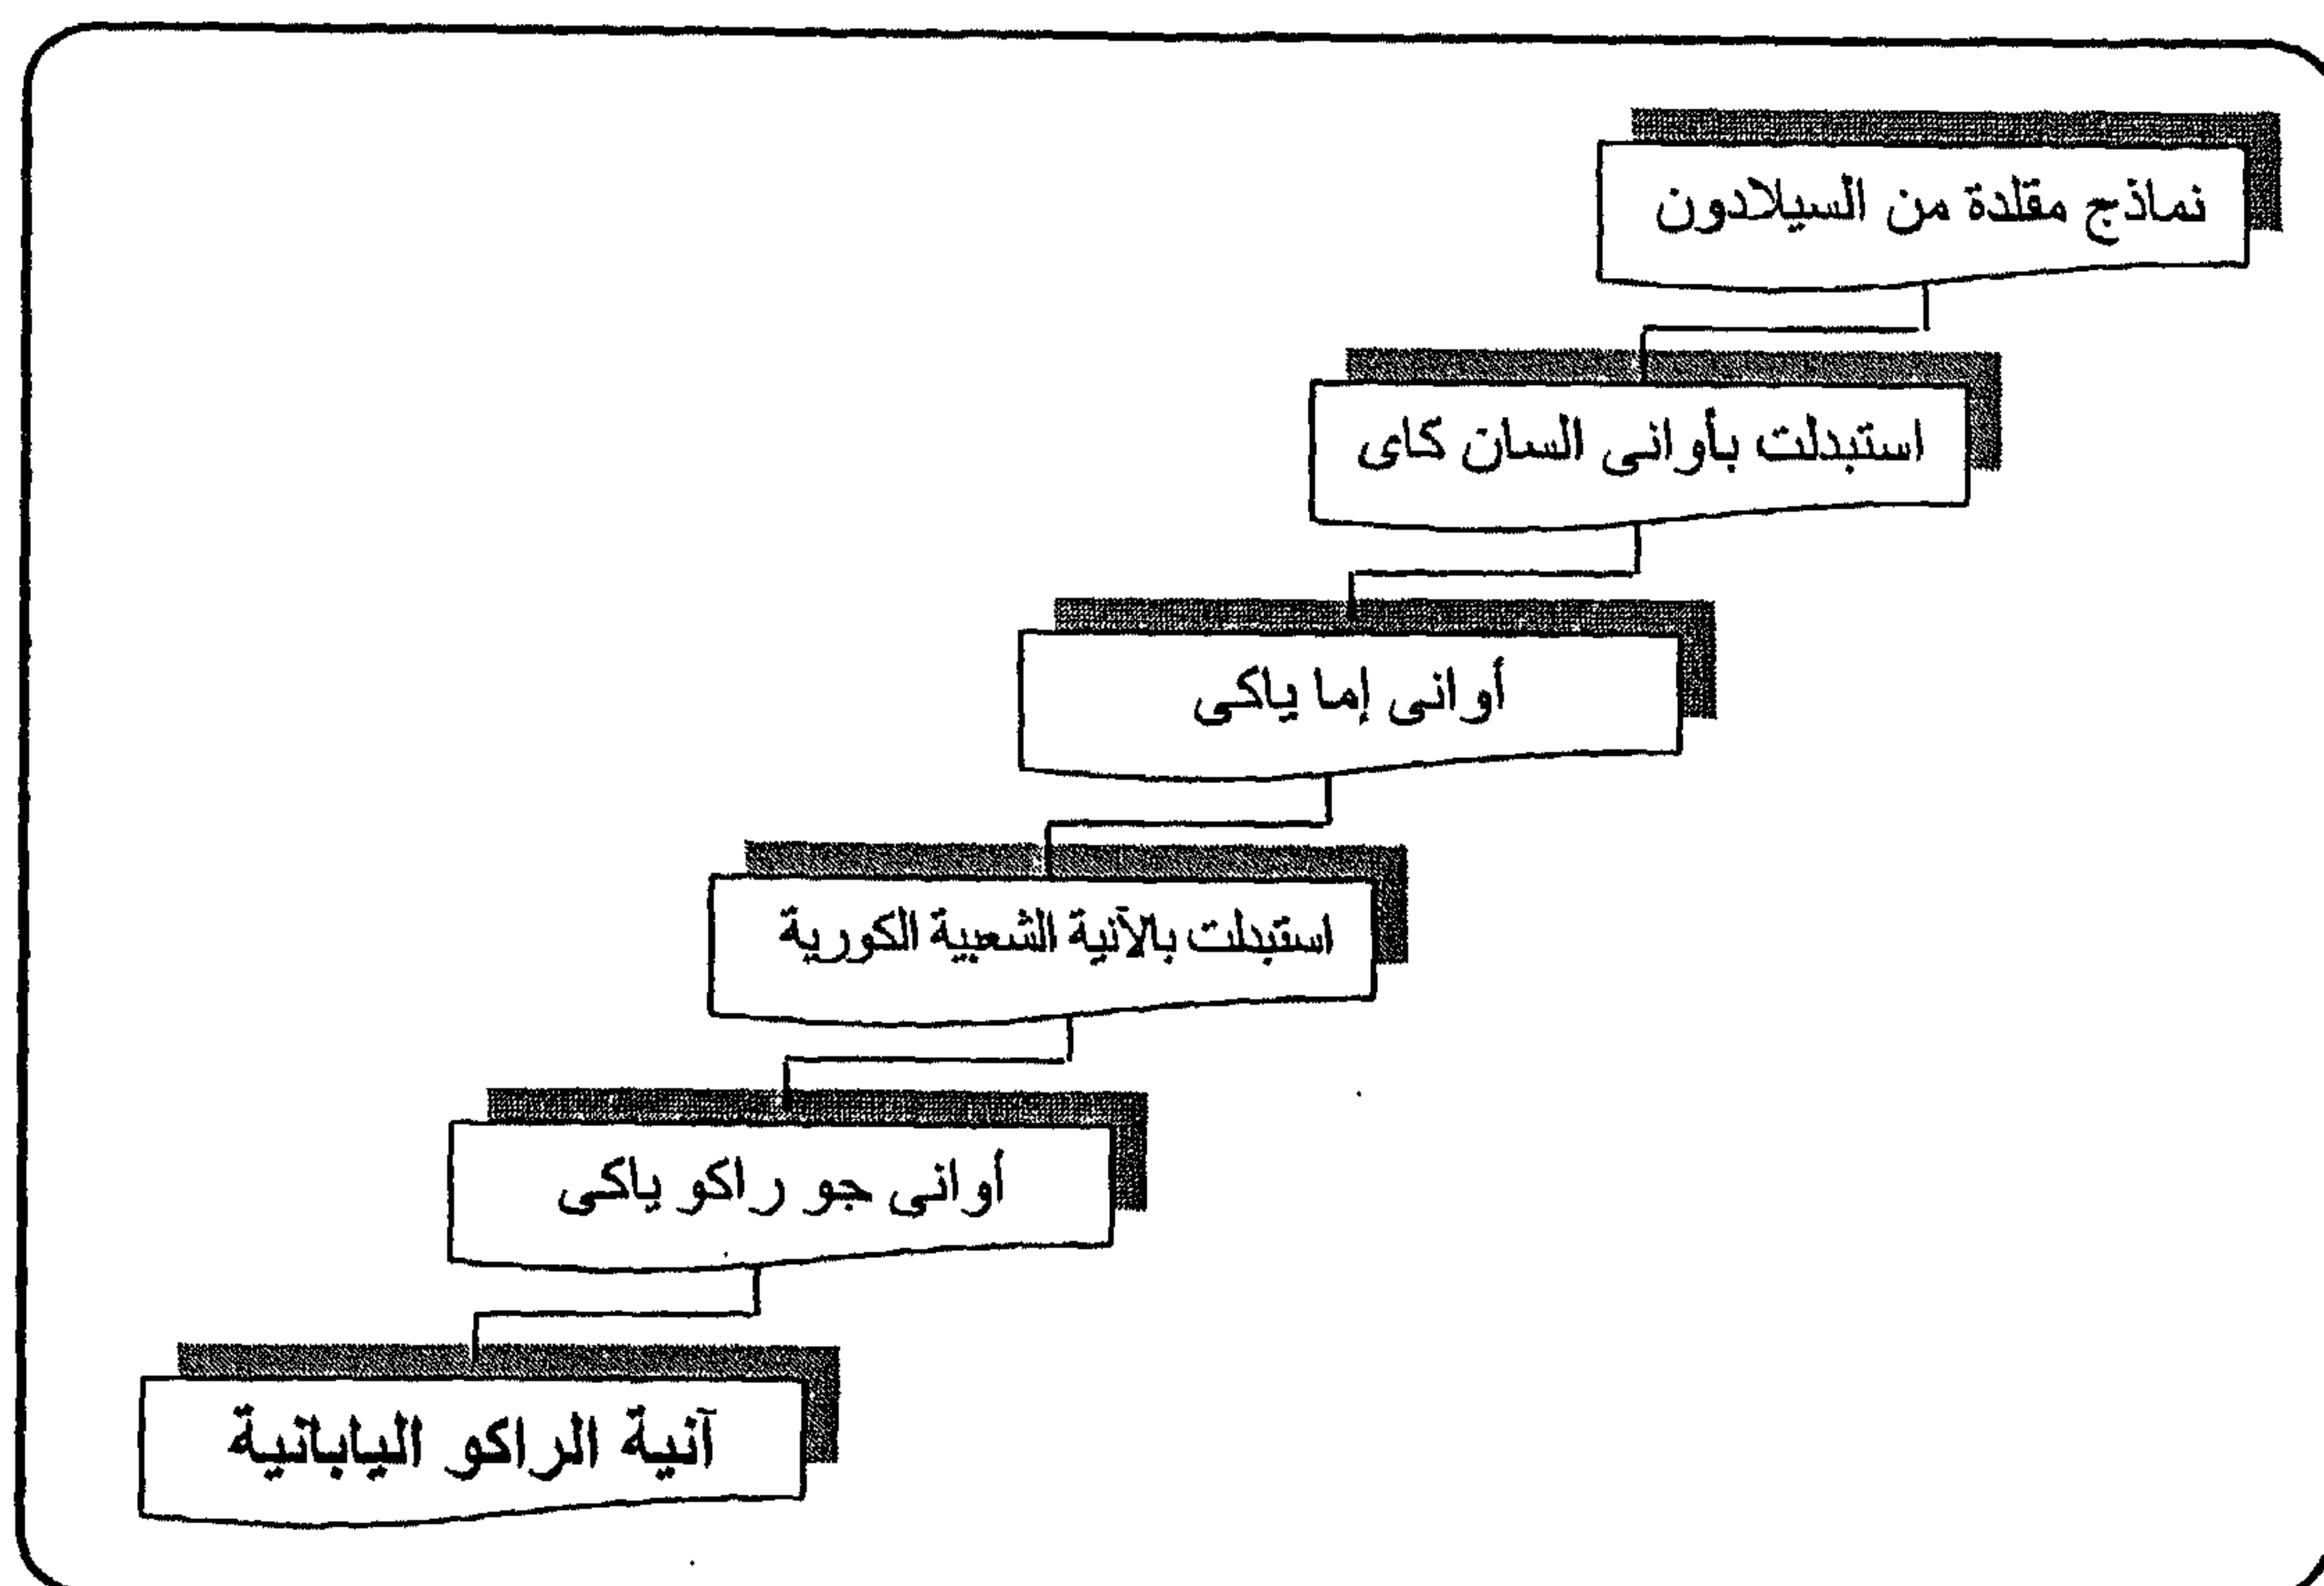 نماذج مقلدة من السيلادون
استبدلت بأوانى السان كاى
أوانى إما ياكى
استبدلت بالآنية الشعبية الكورية
أوانى جو راكو ياكى
آنية الراكو اليابانية